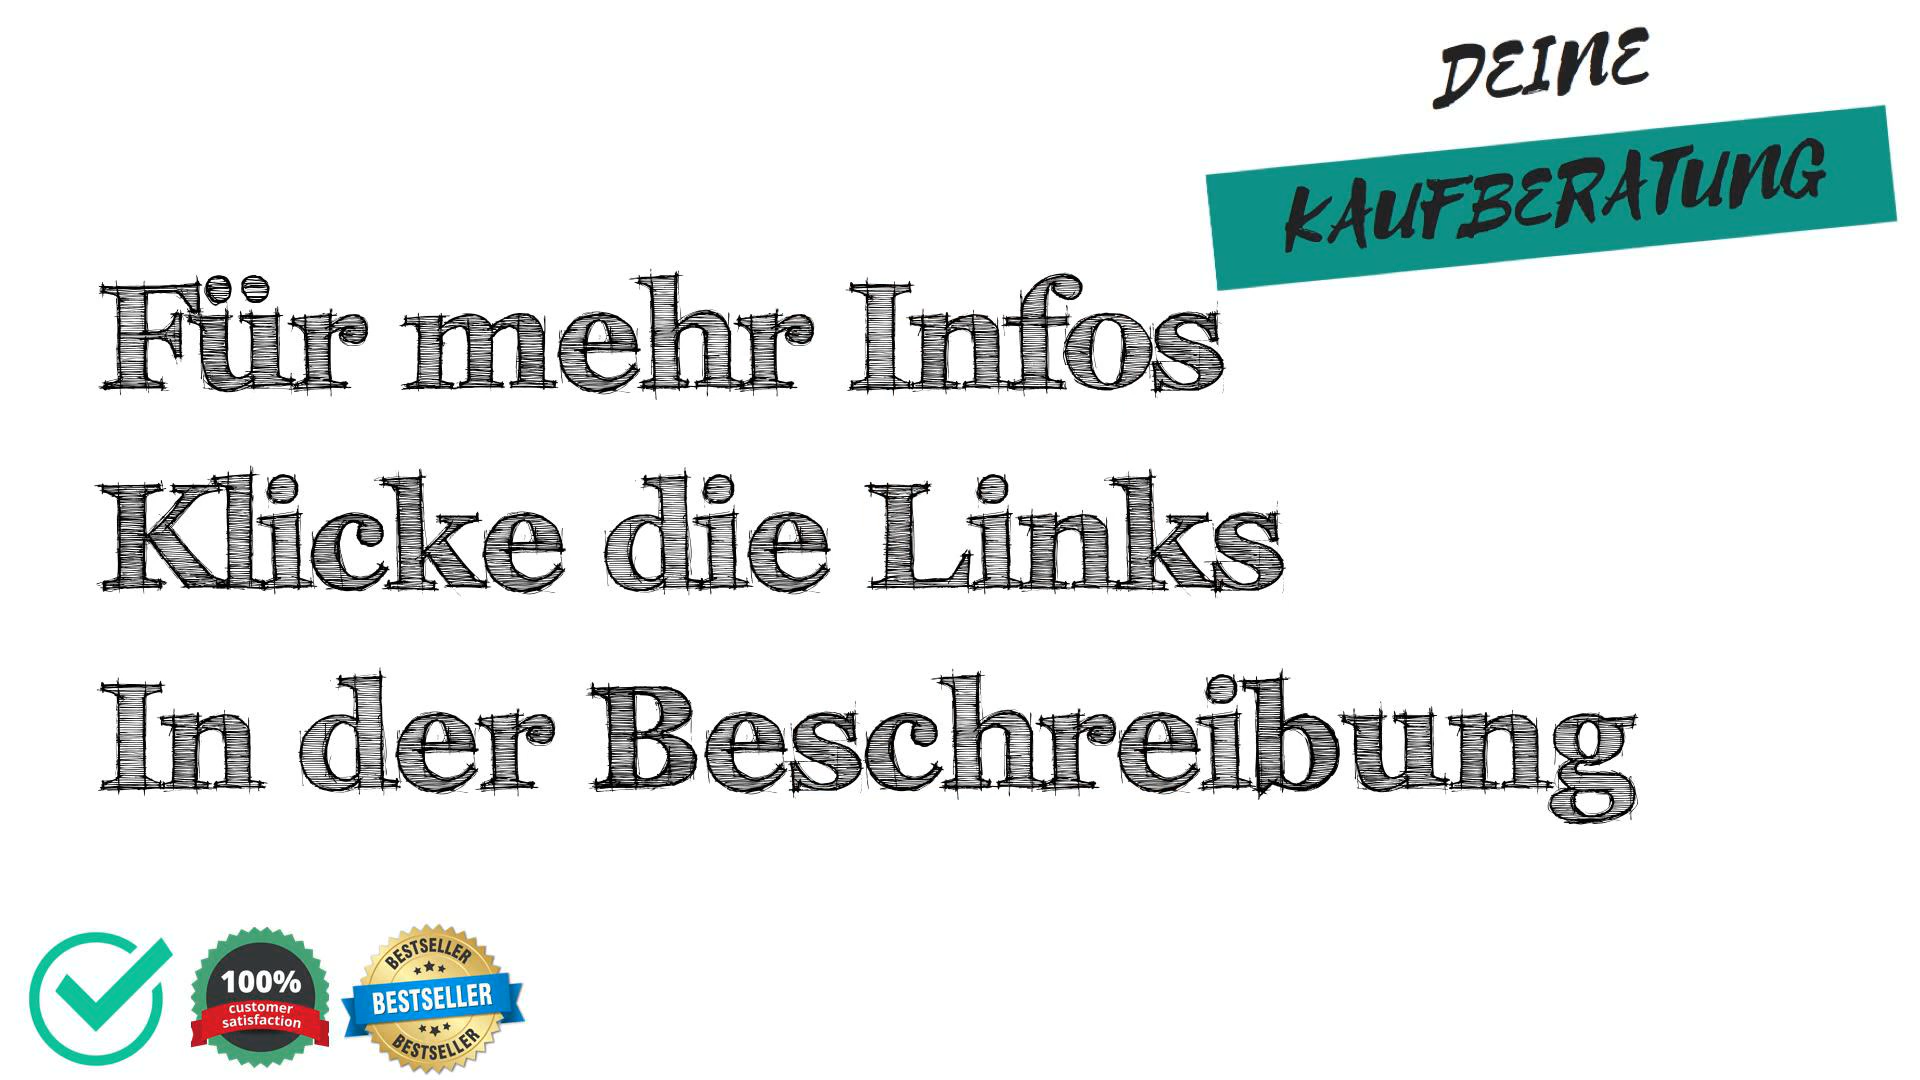 DEINE
KAUFBERATUNG
Für mehr Infos
Klicke die Links
In der Beschreibung
100%
customer
satisfaction
BESTSELLER
BESTSELLER
BESTSELLER